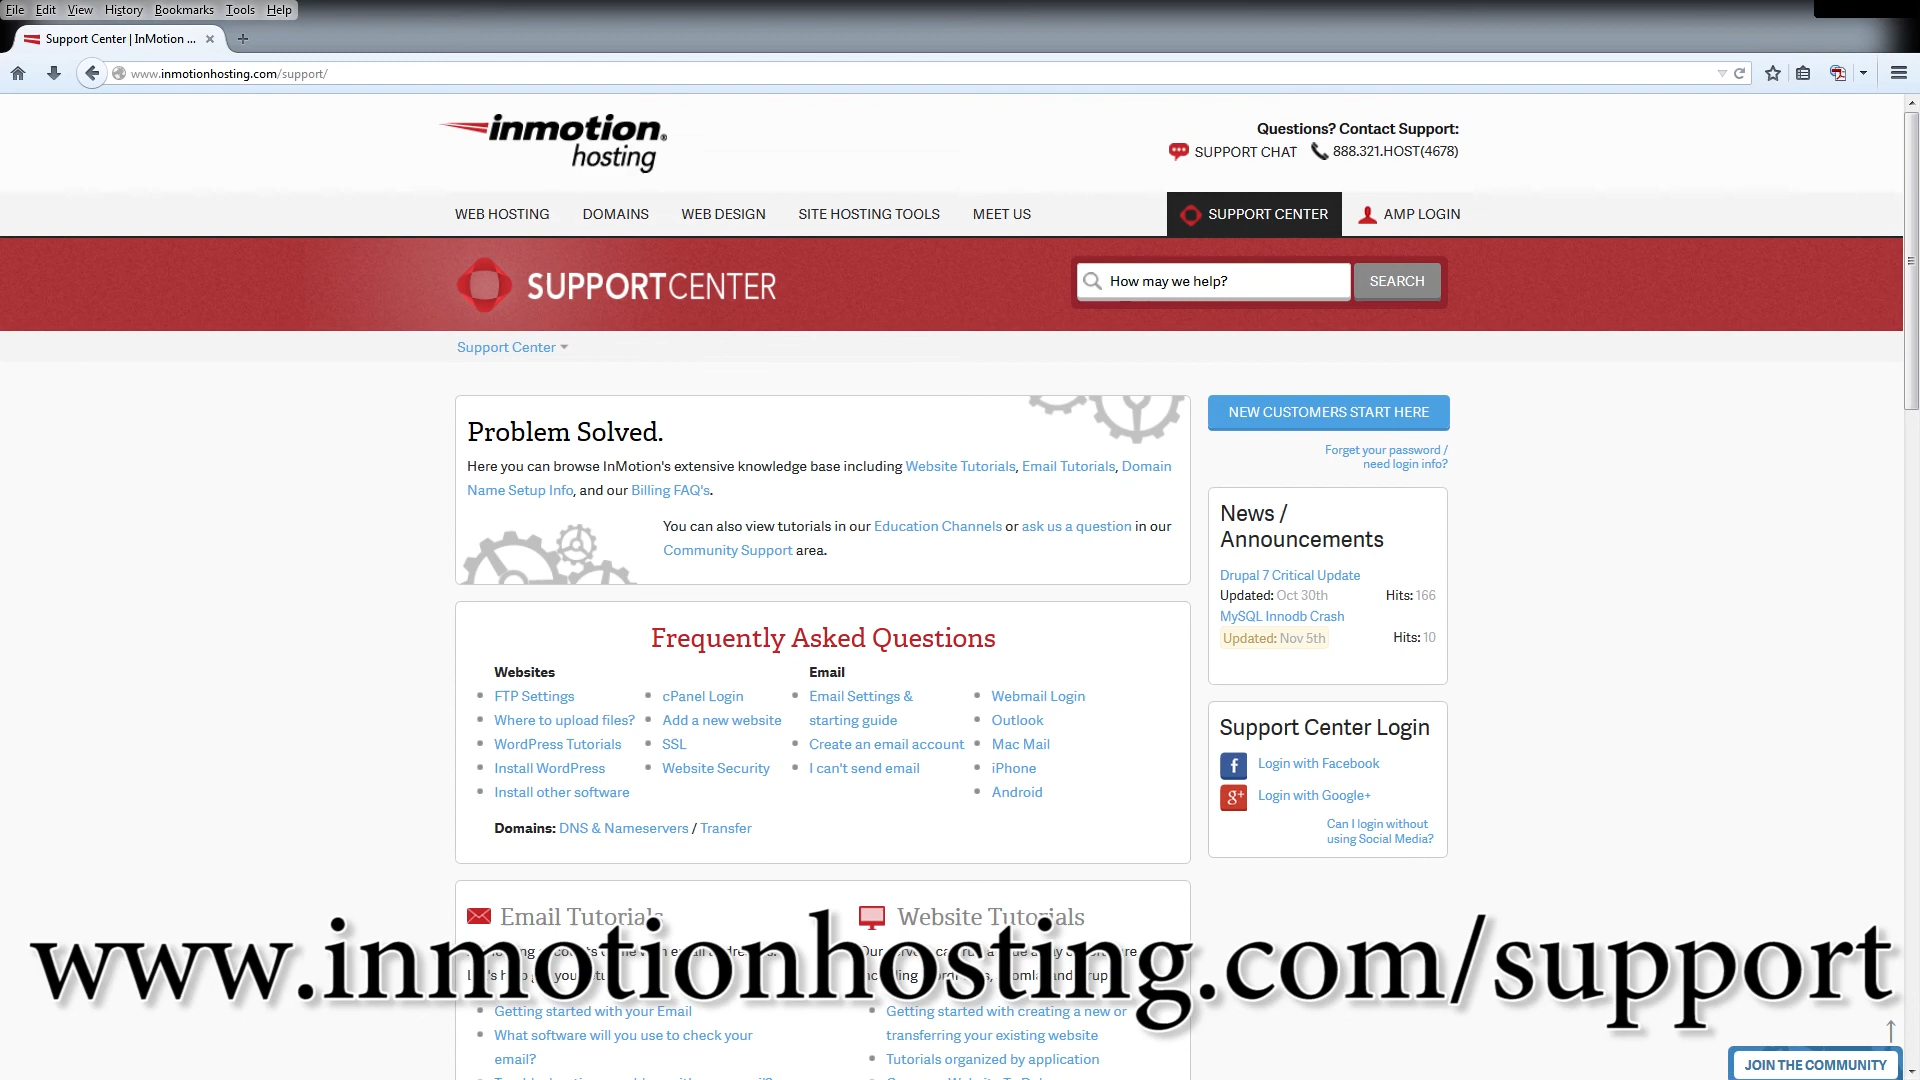 File Edit View History Bookmarks Tools Help
Support Center | InMotion ...
www.inmotionhosting.com/support/
inmotion
hosting
Questions? Contact Support:
SUPPORT CHAT 888.321.HOST(4678)
WEB HOSTING DOMAINS WEB DESIGN SITE HOSTING TOOLS MEET US SUPPORT CENTER AMP LOGIN
SUPPORTCENTER
How may we help? SEARCH
Support Center
Problem Solved.
Here you can browse InMotion's extensive knowledge base including Website Tutorials, Email Tutorials, Domain
Name Setup Info, and our Billing FAQ's.
You can also view tutorials in our Education Channels or ask us a question in our
Community Support area.
NEW CUSTOMERS START HERE
Forget your password /
need login info?
News /
Announcements
Drupal 7 Critical Update
Updated: Oct 30th Hits: 166
MySQL Innodb Crash
Updated: Nov 5th Hits: 10
Frequently Asked Questions
Websites Email
FTP Settings cPanel Login Email Settings & Webmail Login
Where to upload files? Add a new website starting guide Outlook
WordPress Tutorials SSL Create an email account Mac Mail
Install WordPress Website Security I can't send email iPhone
Install other software Android
Domains: DNS & Nameservers / Transfer
Support Center Login
Login with Facebook
Login with Google+
Can I login without
using Social Media?
Email Tutorials Website Tutorials
www.inmotionhosting.com/support
Getting started with your Email
What software will you use to check your
email?
Getting started with creating a new or
transferring your existing website
Tutorials organized by application
JOIN THE COMMUNITY